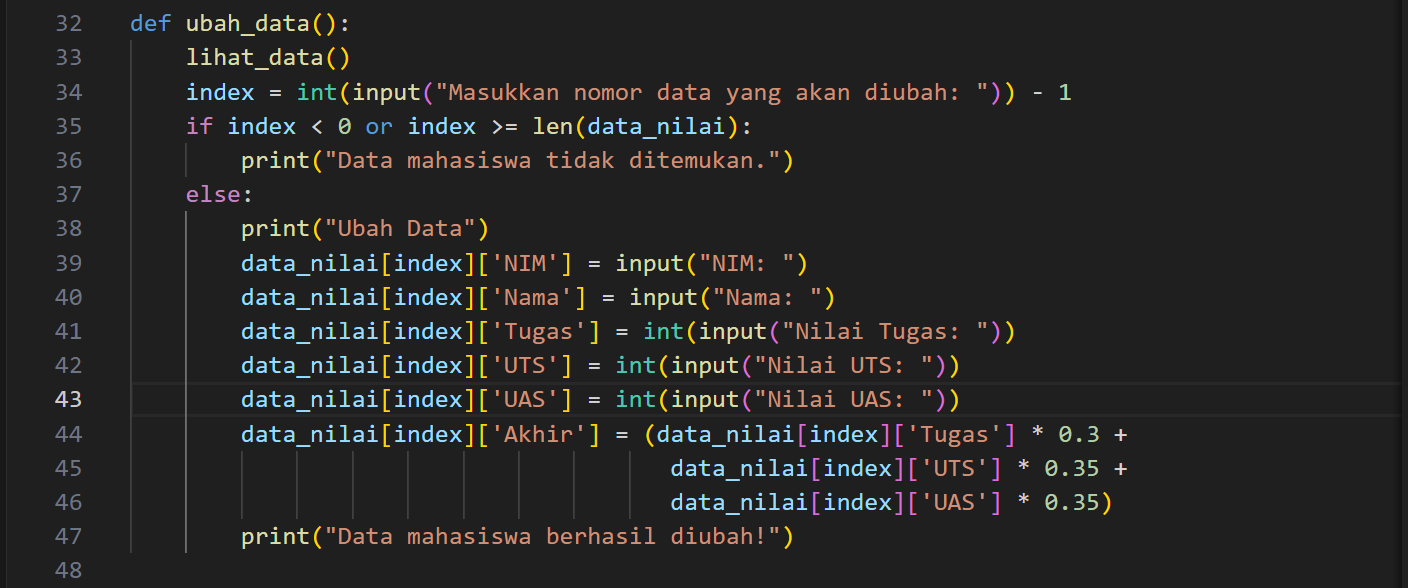 32 def ubah_data():
33 lihat_data()
34 index = int(input("Masukkan nomor data yang akan diubah: ")) - 1
35 if index < 0 or index >= len(data_nilai):
36 print("Data mahasiswa tidak ditemukan.")
37 else:
38 print("Ubah Data")
39 data_nilai[index]['NIM'] = input("NIM: ")
40 data_nilai[index]['Nama'] = input("Nama: ")
41 data_nilai[index]['Tugas'] = int(input("Nilai Tugas: "))
42 data_nilai[index]['UTS'] = int(input("Nilai UTS: "))
43 data_nilai[index]['UAS'] = int(input("Nilai UAS: "))
44 data_nilai[index]['Akhir'] = (data_nilai[index]['Tugas'] * 0.3 +
45 data_nilai[index]['UTS'] * 0.35 +
46 data_nilai[index]['UAS'] * 0.35)
47 print("Data mahasiswa berhasil diubah!")
48